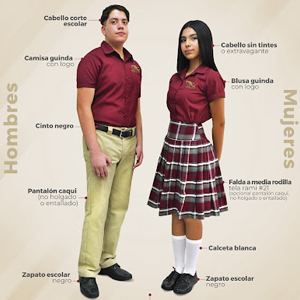 Hombres
Cabello corto
escolar
Camisa guinda
con logo
Cinto negro
Pantalón caqui
(no holgado
o entallado)
Zapato escolar
negro
Mujeres
Cabello sin tintes
o extravagante
Blusa guinda
con logo
Falda a media rodilla
tela rami #21
(opcional pantalón caqui,
no holgado o entallado)
Calceta blanca
Zapato escolar
negro